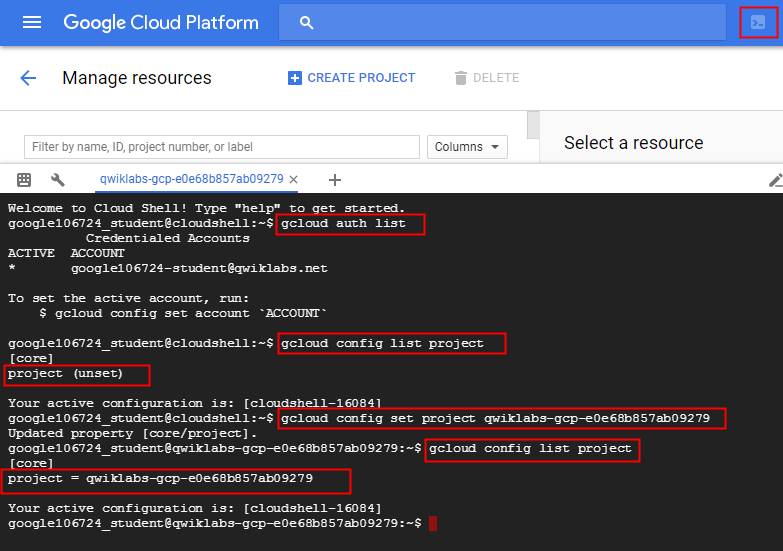 Google Cloud Platform
Manage resources
CREATE PROJECT
DELETE
Filter by name, ID, project number, or label
Columns
Select a resource
qwiklabs-gcp-e0e68b857ab09279
Welcome to Cloud Shell! Type "help" to get started.
google106724_student@cloudshell:~$ gcloud auth list
Credentialed Accounts
ACTIVE  ACCOUNT
*       google106724-student@qwiklabs.net
To set the active account, run:
$ gcloud config set account `ACCOUNT`
google106724_student@cloudshell:~$ gcloud config list project
[core]
project (unset)
Your active configuration is: [cloudshell-16084]
google106724_student@cloudshell:~$ gcloud config set project qwiklabs-gcp-e0e68b857ab09279
Updated property [core/project].
google106724_student@qwiklabs-gcp-e0e68b857ab09279:~$ gcloud config list project
[core]
project = qwiklabs-gcp-e0e68b857ab09279
Your active configuration is: [cloudshell-16084]
google106724_student@qwiklabs-gcp-e0e68b857ab09279:~$